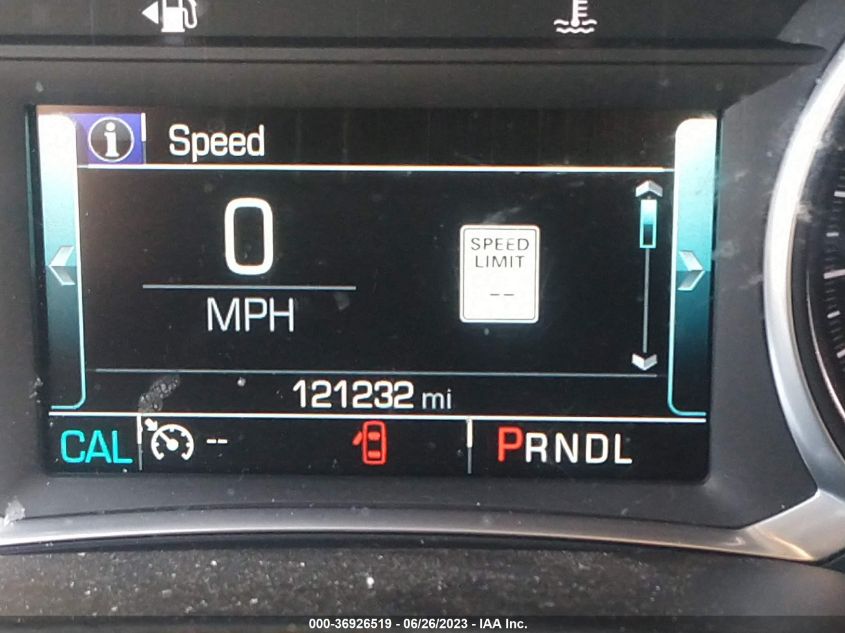 Speed
0
MPH
SPEED
LIMIT
--
121232 mi
CAL
--
PRNDL
000-36926519 / 06/26/2023 - IAA Inc.